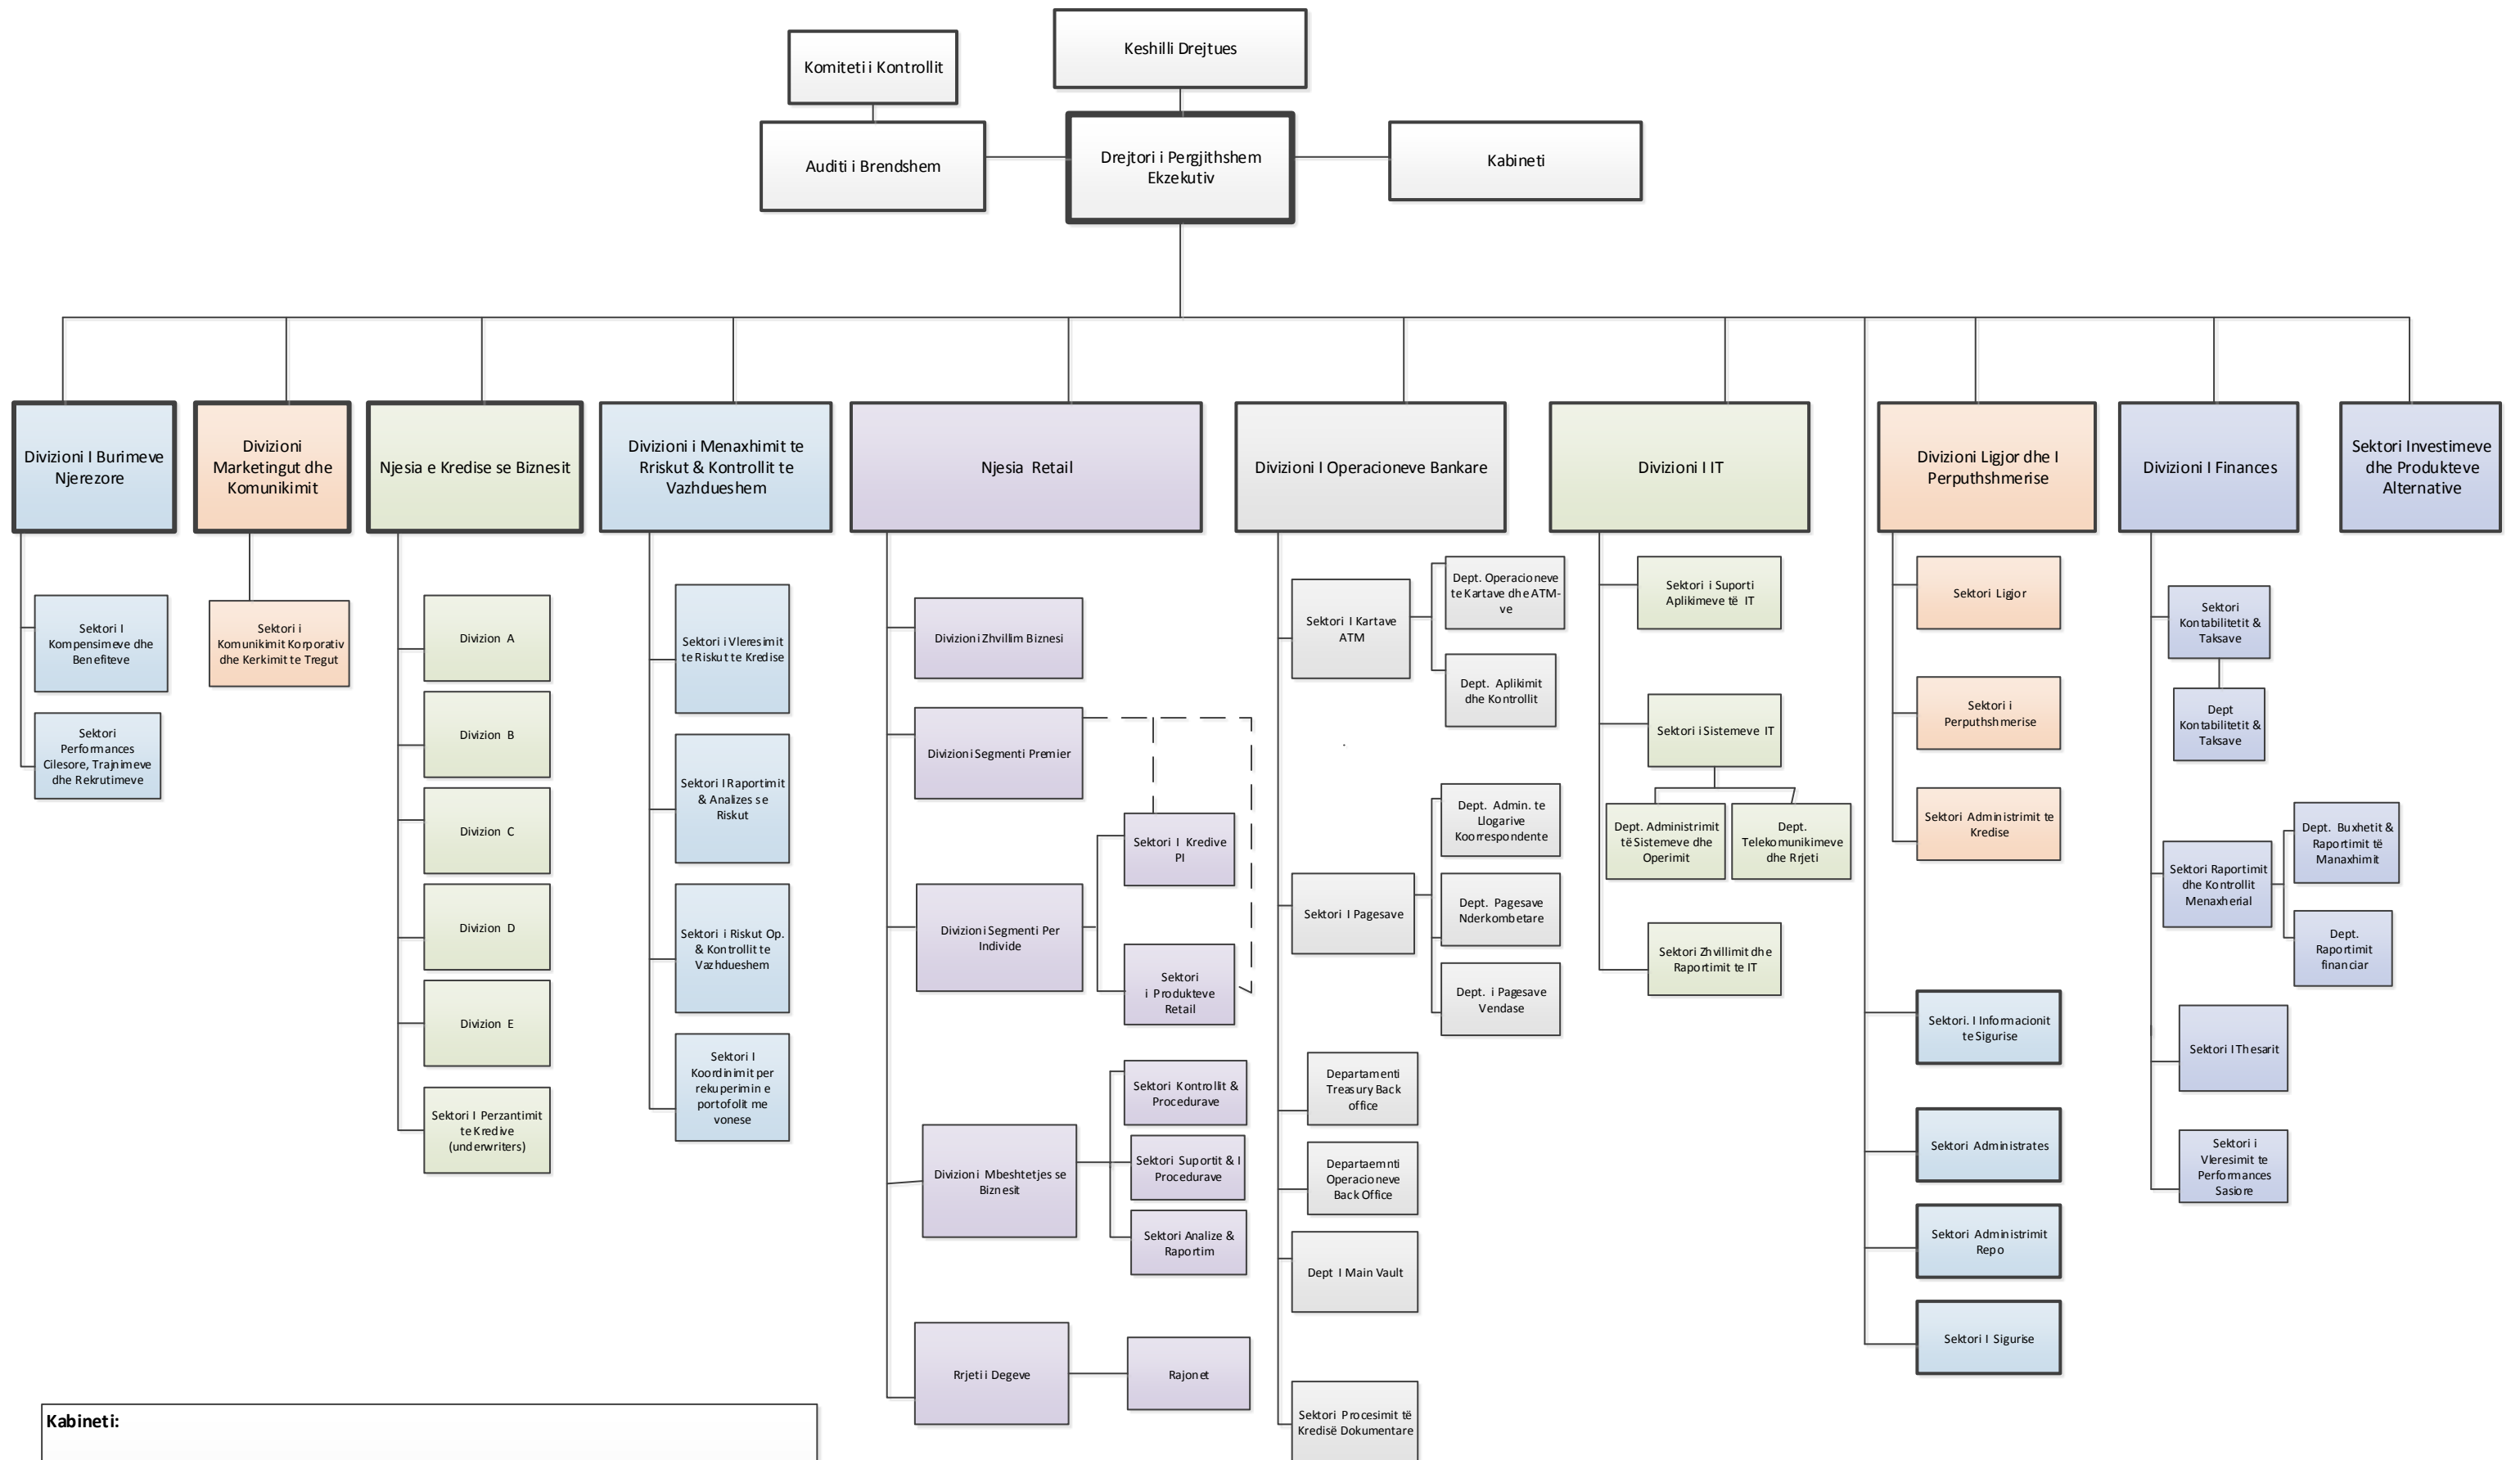 Keshilli Drejtues
Komiteti i Kontrollit
Auditi i Brendshem
Drejtori i Pergjithshem
Ekzekutiv
Kabineti
Divizioni I Burimeve
Njerezore
Divizioni
Marketingut dhe
Komunikimit
Njesia e Kredise se Biznesit
Divizioni i Menaxhimit te
Rriskut & Kontrollit te
Vazhdueshem
Njesia Retail
Divizioni I Operacioneve Bankare
Divizioni I IT
Divizioni Ligjor dhe I
Perputhshmerise
Divizioni I Finances
Sektori Investimeve
dhe Produkteve
Alternative
Sektori I
Kompensimeve dhe
Benefiteve
Sektori
Performances
Cilesore, Trajnimeve
dhe Rekrutimeve
Sektori i
Komunikimit Korporativ
dhe Kerkimit te Tregut
Divizion A
Divizion B
Divizion C
Divizion D
Divizion E
Sektori I Perzantimit
te Kredive
(underwriters)
Sektori i Vleresimit
te Riskut te Kredise
Sektori I Raportimit
& Analizes se
Riskut
Sektori i Riskut Op.
& Kontrollit te
Vazhdueshem
Sektori I
Koordinimit per
rekuperimin e
portofolit me
vonese
Divizioni Zhvillim Biznesi
Divizioni Segmenti Premier
Divizioni Segmenti Per
Individe
Sektori I Kredive
PI
Sektori
i Produkteve
Retail
Divizioni Mbeshtetjes se
Biznesit
Sektori Kontrollit &
Procedurave
Sektori Suportit & I
Procedurave
Sektori Analize &
Raportim
Rrjeti i Degeve
Rajonet
Sektori I Kartave
ATM
Dept. Operacioneve
te Kartave dhe ATM-
ve
Dept. Aplikimit
dhe Kontrollit
Sektori I Pagesave
Dept. Admin. te
Llogarive
Koorrespondente
Dept. Pagesave
Nderkombetare
Dept. i Pagesave
Vendase
Departamenti
Treasury Back
office
Departaemnti
Operacioneve
Back Office
Dept I Main Vault
Sektori Procesimit të
Kredisë Dokumentare
Sektori i Suporti
Aplikimeve të IT
Sektori i Sistemeve IT
Dept. Administrimit
të Sistemeve dhe
Operimit
Dept.
Telekomunikimeve
dhe Rrjeti
Sektori Zhvillimit dhe
Raportimit te IT
Sektori Ligjor
Sektori i
Perputhshmerise
Sektori Administrimit te
Kredise
Sektori. I Informacionit
te Sigurise
Sektori Administrates
Sektori Administrimit
Repo
Sektori I Sigurise
Sektori
Kontabilitetit &
Taksave
Dept
Kontabilitetit &
Taksave
Sektori Raportimit
dhe Kontrollit
Menaxherial
Dept. Buxhetit &
Raportimit të
Manaxhimit
Dept.
Raportimit
financiar
Sektori I Thesarit
Sektori i
Vleresimit te
Performances
Sasiore
Kabineti: